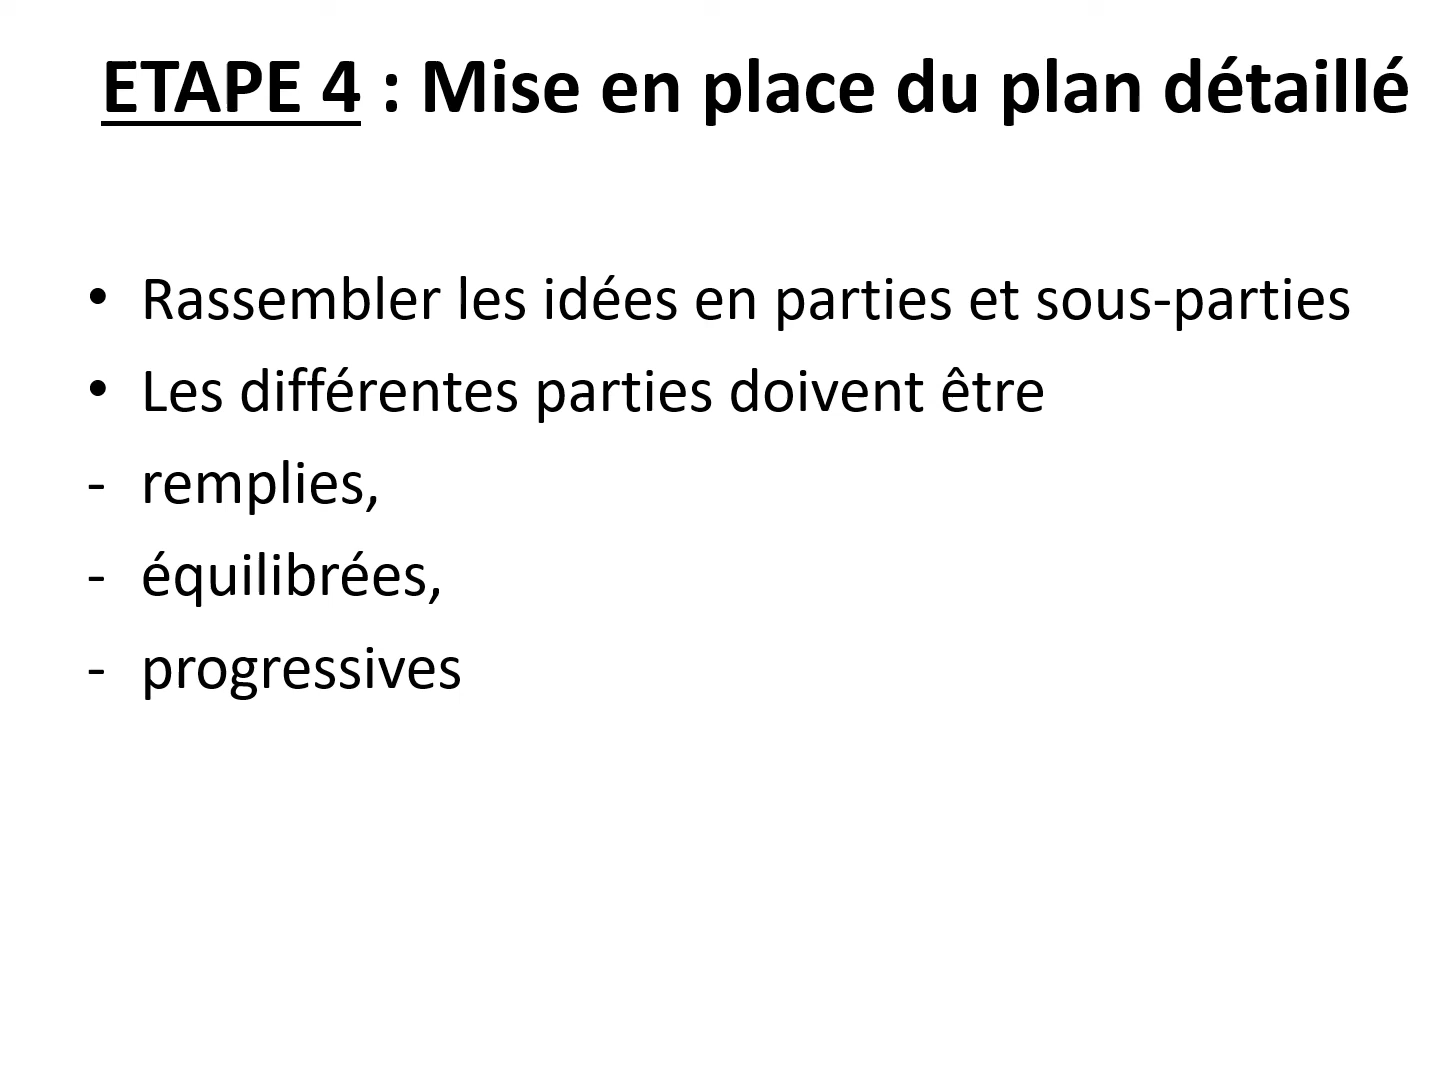 ETAPE 4 : Mise en place du plan détaillé
• Rassembler les idées en parties et sous-parties
• Les différentes parties doivent être
- remplies,
- équilibrées,
- progressives